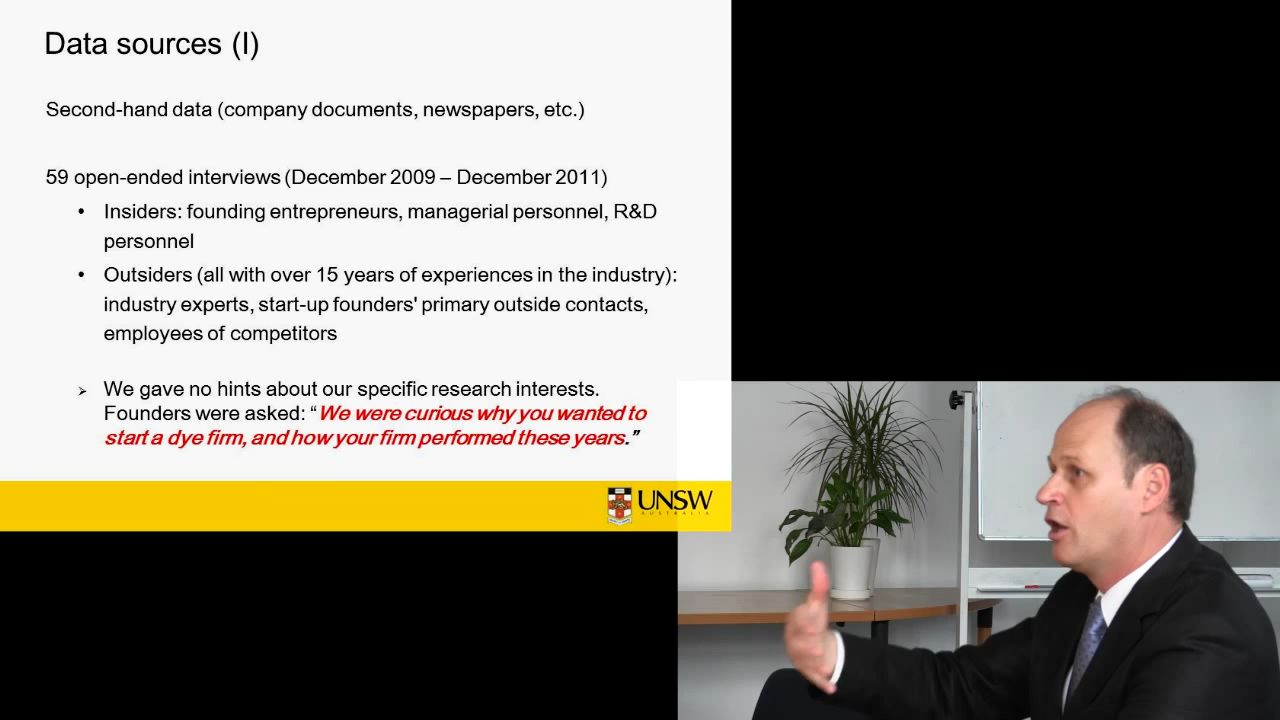 Data sources (I)
Second-hand data (company documents, newspapers, etc.)
59 open-ended interviews (December 2009 – December 2011)
• Insiders: founding entrepreneurs, managerial personnel, R&D
personnel
• Outsiders (all with over 15 years of experiences in the industry):
industry experts, start-up founders' primary outside contacts,
employees of competitors
➢ We gave no hints about our specific research interests.
Founders were asked: “We were curious why you wanted to
start a dye firm, and how your firm performed these years.”
UNSW
AUSTRALIA